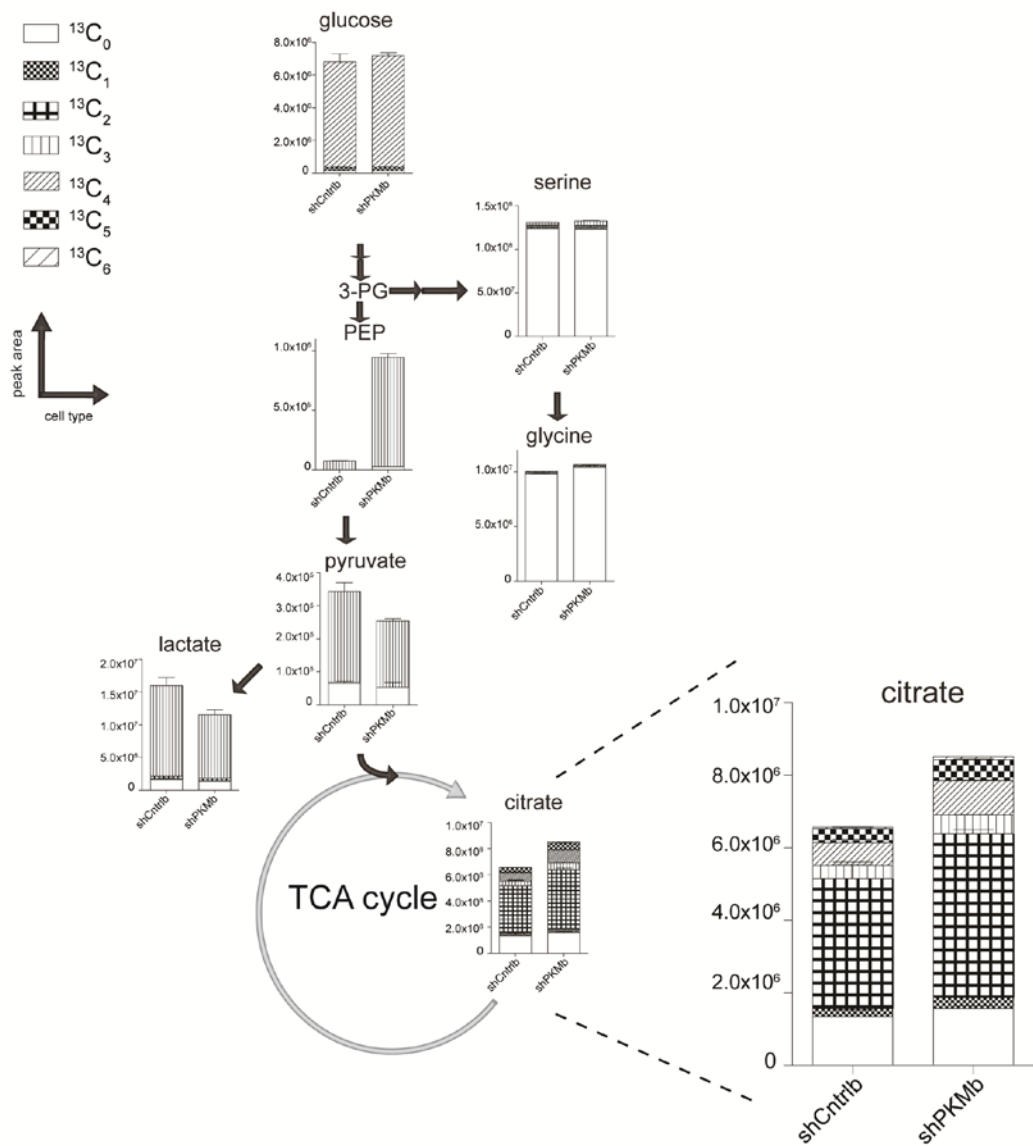 glucose
¹³C₀
¹³C₁
¹³C₂
¹³C₃
¹³C₄
¹³C₅
¹³C₆
peak area
cell type
8.0x10⁶
6.0x10⁶
4.0x10⁶
2.0x10⁶
0
shCntrlb
shPKMb
serine
1.5x10⁸
1.0x10⁸
5.0x10⁷
0
shCntrlb
shPKMb
3-PG
PEP
1.0x10⁶
5.0x10⁵
0
shCntrlb
shPKMb
glycine
1.0x10⁷
5.0x10⁶
0
shCntrlb
shPKMb
pyruvate
4.0x10⁵
3.0x10⁵
2.0x10⁵
1.0x10⁵
0
shCntrlb
shPKMb
lactate
2.0x10⁷
1.5x10⁷
1.0x10⁷
5.0x10⁶
0
shCntrlb
shPKMb
TCA cycle
citrate
1.0x10⁷
0
shCntrlb
shPKMb
citrate
1.0x10⁷
8.0x10⁶
6.0x10⁶
4.0x10⁶
2.0x10⁶
0
shCntrlb
shPKMb